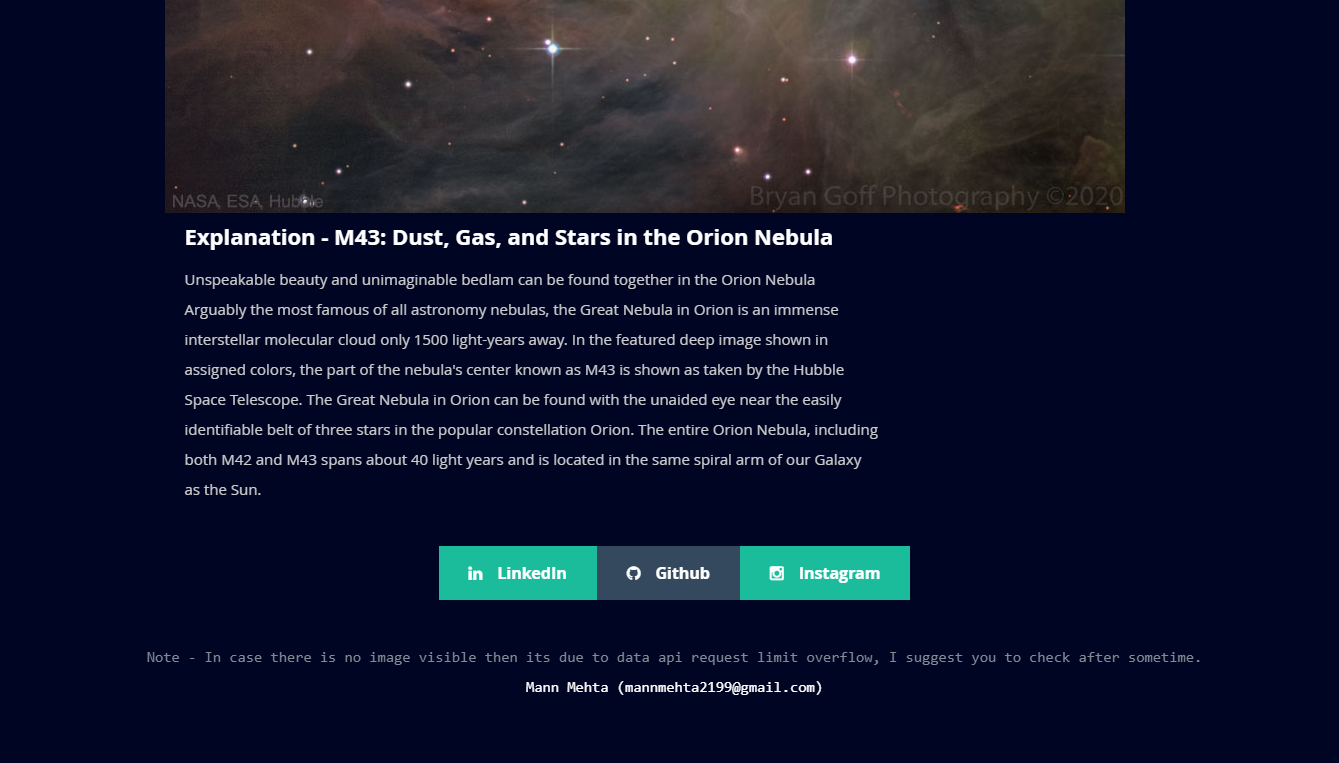 NASA, ESA, Hubble
Bryan Goff Photography ©2020
Explanation - M43: Dust, Gas, and Stars in the Orion Nebula
Unspeakable beauty and unimaginable bedlam can be found together in the Orion Nebula
Arguably the most famous of all astronomy nebulas, the Great Nebula in Orion is an immense
interstellar molecular cloud only 1500 light-years away. In the featured deep image shown in
assigned colors, the part of the nebula's center known as M43 is shown as taken by the Hubble
Space Telescope. The Great Nebula in Orion can be found with the unaided eye near the easily
identifiable belt of three stars in the popular constellation Orion. The entire Orion Nebula, including
both M42 and M43 spans about 40 light years and is located in the same spiral arm of our Galaxy
as the Sun.
LinkedIn
Github
Instagram
Note - In case there is no image visible then its due to data api request limit overflow, I suggest you to check after sometime.
Mann Mehta (mannmehta2199@gmail.com)